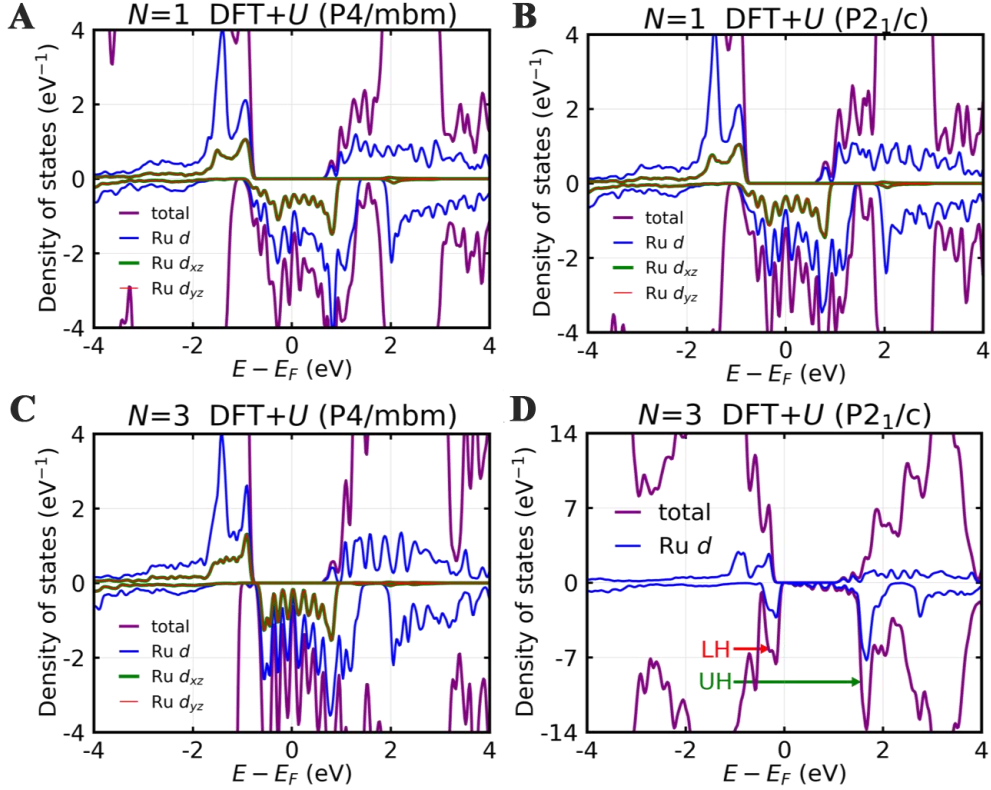 A
N=1 DFT+U (P4/mbm)
Density of states (eV⁻¹)
4
2
0
-2
-4
total
Ru d
Ru dxz
Ru dyz
-4 -2 0 2 4
E − EF (eV)
B
N=1 DFT+U (P2₁/c)
Density of states (eV⁻¹)
4
2
0
-2
-4
total
Ru d
Ru dxz
Ru dyz
-4 -2 0 2 4
E − EF (eV)
C
N=3 DFT+U (P4/mbm)
Density of states (eV⁻¹)
4
2
0
-2
-4
total
Ru d
Ru dxz
Ru dyz
-4 -2 0 2 4
E − EF (eV)
D
N=3 DFT+U (P2₁/c)
Density of states (eV⁻¹)
14
7
0
-7
-14
total
Ru d
LH
UH
-4 -2 0 2 4
E − EF (eV)